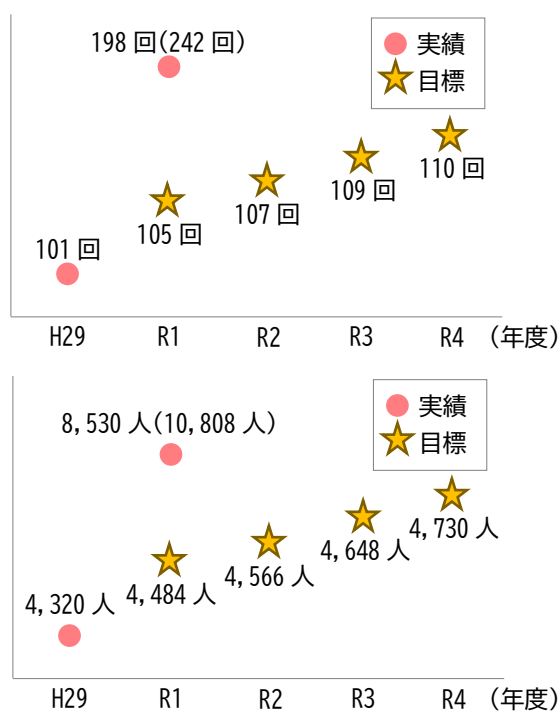 198 回(242 回)
実績
目標
110 回
109 回
107 回
105 回
101 回
H29 R1 R2 R3 R4 (年度)
実績
目標
8,530 人(10,808 人)
4,730 人
4,648 人
4,566 人
4,484 人
4,320 人
H29 R1 R2 R3 R4 (年度)